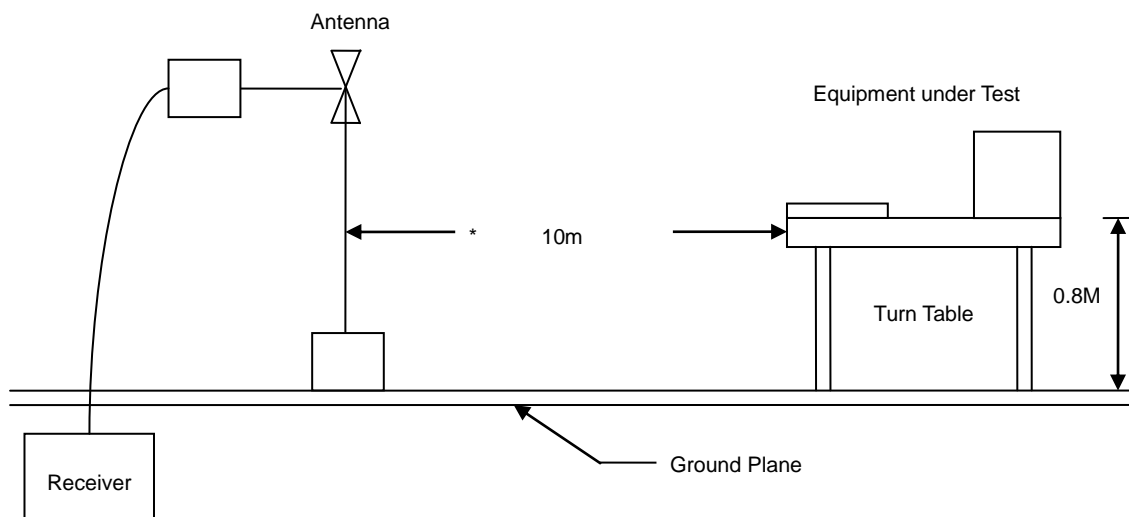 Antenna
Equipment under Test
* 10m
0.8M
Turn Table
Ground Plane
Receiver